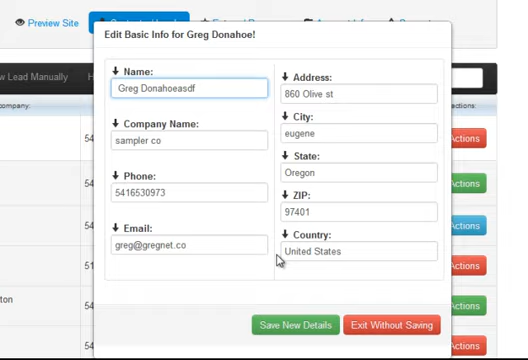 Preview Site
Edit Basic Info for Greg Donahoe!
w Lead Manually
company:
actions:
Name:
Greg Donahoeasdf
Company Name:
sampler co
Phone:
5416530973
Email:
greg@gregnet.co
Address:
860 Olive st
City:
eugene
State:
Oregon
ZIP:
97401
Country:
United States
Save New Details
Exit Without Saving
54
54
54
51
ton
54
54
Actions
Actions
Actions
Actions
Actions
Actions